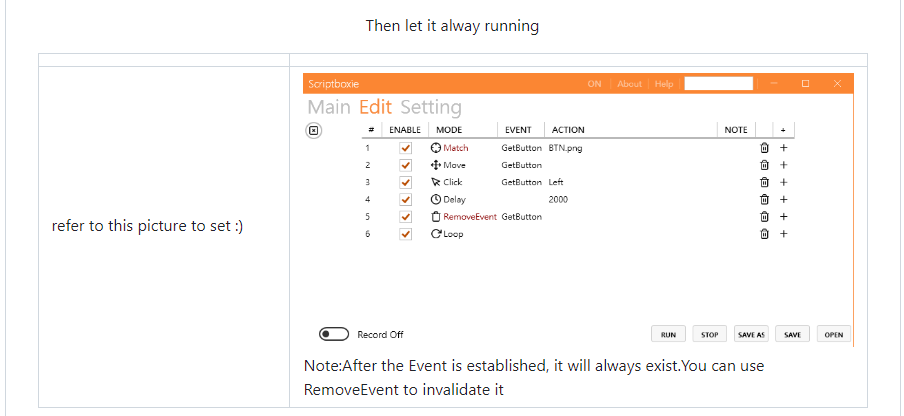 Then let it alway running
refer to this picture to set :)
Scriptboxie ON About Help
Main Edit Setting
# ENABLE MODE EVENT ACTION NOTE +
1 Match GetButton BTN.png +
2 Move GetButton +
3 Click GetButton Left +
4 Delay 2000 +
5 RemoveEvent GetButton +
6 Loop +
Record Off RUN STOP SAVE AS SAVE OPEN
Note:After the Event is established, it will always exist.You can use
RemoveEvent to invalidate it